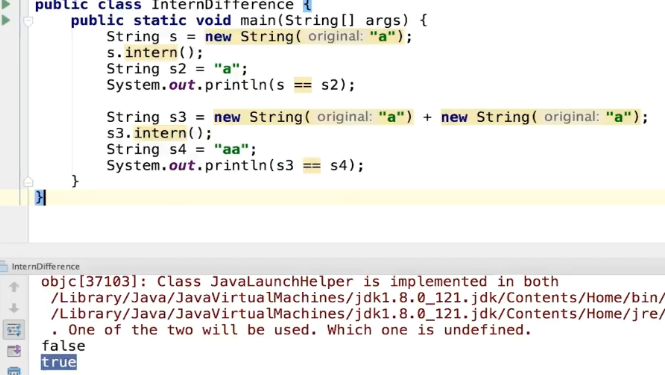 public class InternDifference {
public static void main(String[] args) {
String s = new String( original: "a");
s.intern();
String s2 = "a";
System.out.println(s == s2);
String s3 = new String( original: "a") + new String( original: "a");
s3.intern();
String s4 = "aa";
System.out.println(s3 == s4);
}
}
InternDifference
objc[37103]: Class JavaLaunchHelper is implemented in both
/Library/Java/JavaVirtualMachines/jdk1.8.0_121.jdk/Contents/Home/bin/
/Library/Java/JavaVirtualMachines/jdk1.8.0_121.jdk/Contents/Home/jre/
. One of the two will be used. Which one is undefined.
false
true